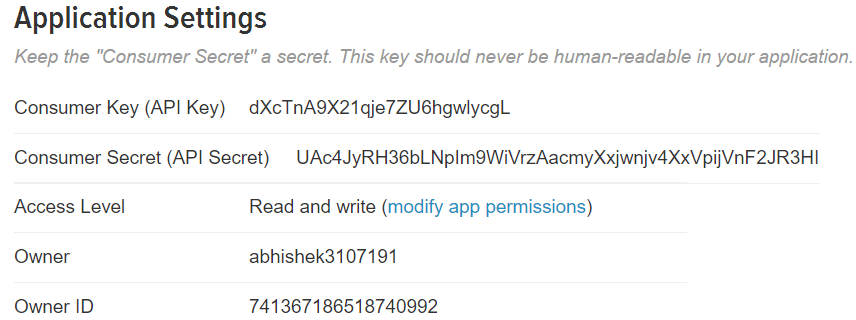 Application Settings
Keep the "Consumer Secret" a secret. This key should never be human-readable in your application.
Consumer Key (API Key) dXcTnA9X21qje7ZU6hgwlycgL
Consumer Secret (API Secret) UAc4JyRH36bLNpIm9WiVrzAacmyXxjwnjv4XxVpijVnF2JR3HI
Access Level Read and write (modify app permissions)
Owner abhishek3107191
Owner ID 741367186518740992